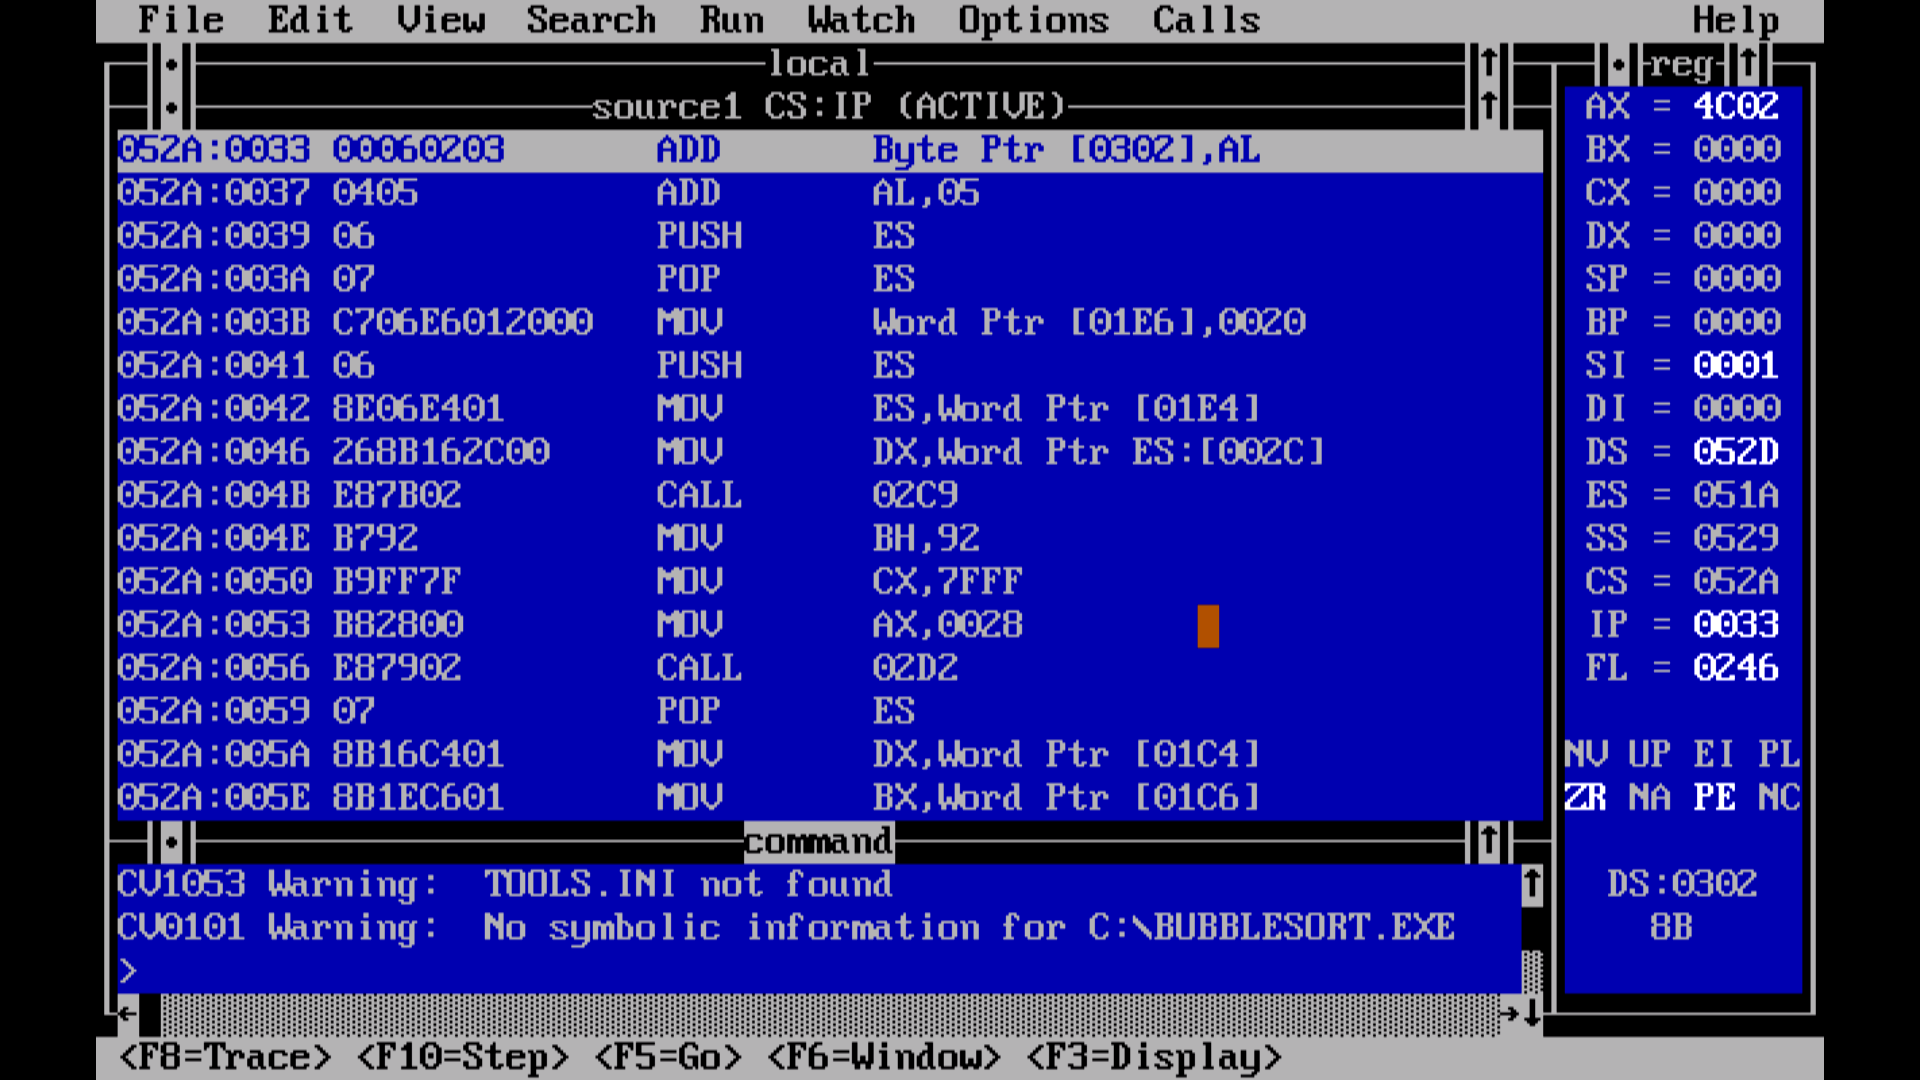 File Edit View Search Run Watch Options Calls Help
local
reg
source1 CS:IP (ACTIVE)
052A:0033 00060203 ADD Byte Ptr [0302],AL
052A:0037 0405 ADD AL,05
052A:0039 06 PUSH ES
052A:003A 07 POP ES
052A:003B C706E6012000 MOV Word Ptr [01E6],0020
052A:0041 06 PUSH ES
052A:0042 8E06E401 MOV ES,Word Ptr [01E4]
052A:0046 268B162C00 MOV DX,Word Ptr ES:[002C]
052A:004B E87B02 CALL 02C9
052A:004E B792 MOV BH,92
052A:0050 B9FF7F MOV CX,7FFF
052A:0053 B82800 MOV AX,0028
052A:0056 E87902 CALL 02D2
052A:0059 07 POP ES
052A:005A 8B16C401 MOV DX,Word Ptr [01C4]
052A:005E 8B1EC601 MOV BX,Word Ptr [01C6]
AX = 4C02
BX = 0000
CX = 0000
DX = 0000
SP = 0000
BP = 0000
SI = 0001
DI = 0000
DS = 052D
ES = 051A
SS = 0529
CS = 052A
IP = 0033
FL = 0246
NV UP EI PL
ZR NA PE NC
DS:0302
8B
command
CV1053 Warning: TOOLS.INI not found
CV0101 Warning: No symbolic information for C:\BUBBLESORT.EXE
>
<F8=Trace> <F10=Step> <F5=Go> <F6=Window> <F3=Display>